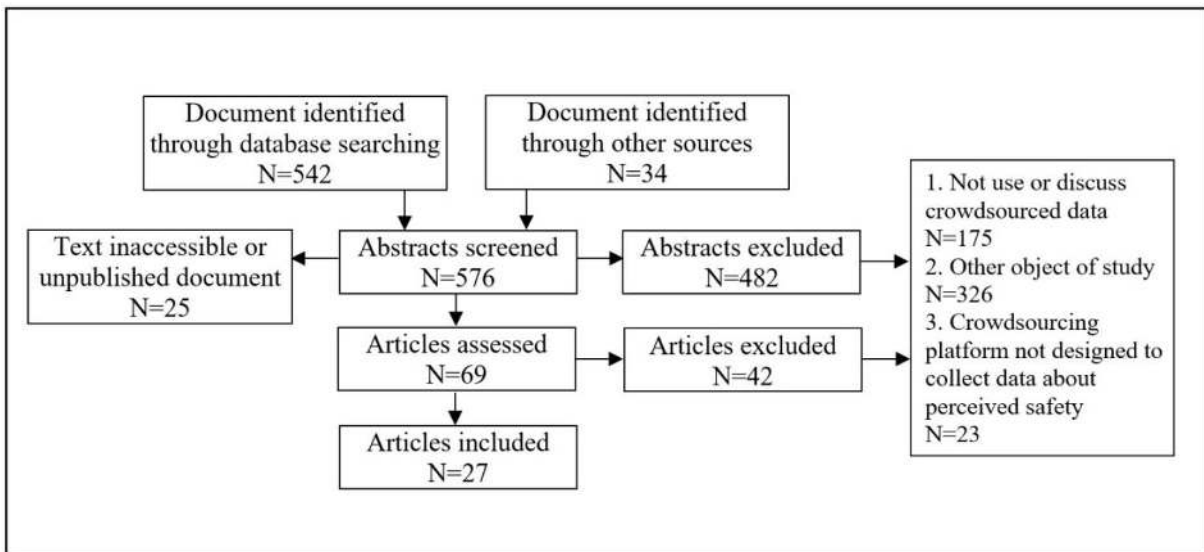 Document identified
through database searching
N=542
Document identified
through other sources
N=34
Text inaccessible or
unpublished document
N=25
Abstracts screened
N=576
Abstracts excluded
N=482
Articles assessed
N=69
Articles excluded
N=42
Articles included
N=27
1. Not use or discuss
crowdsourced data
N=175
2. Other object of study
N=326
3. Crowdsourcing
platform not designed to
collect data about
perceived safety
N=23